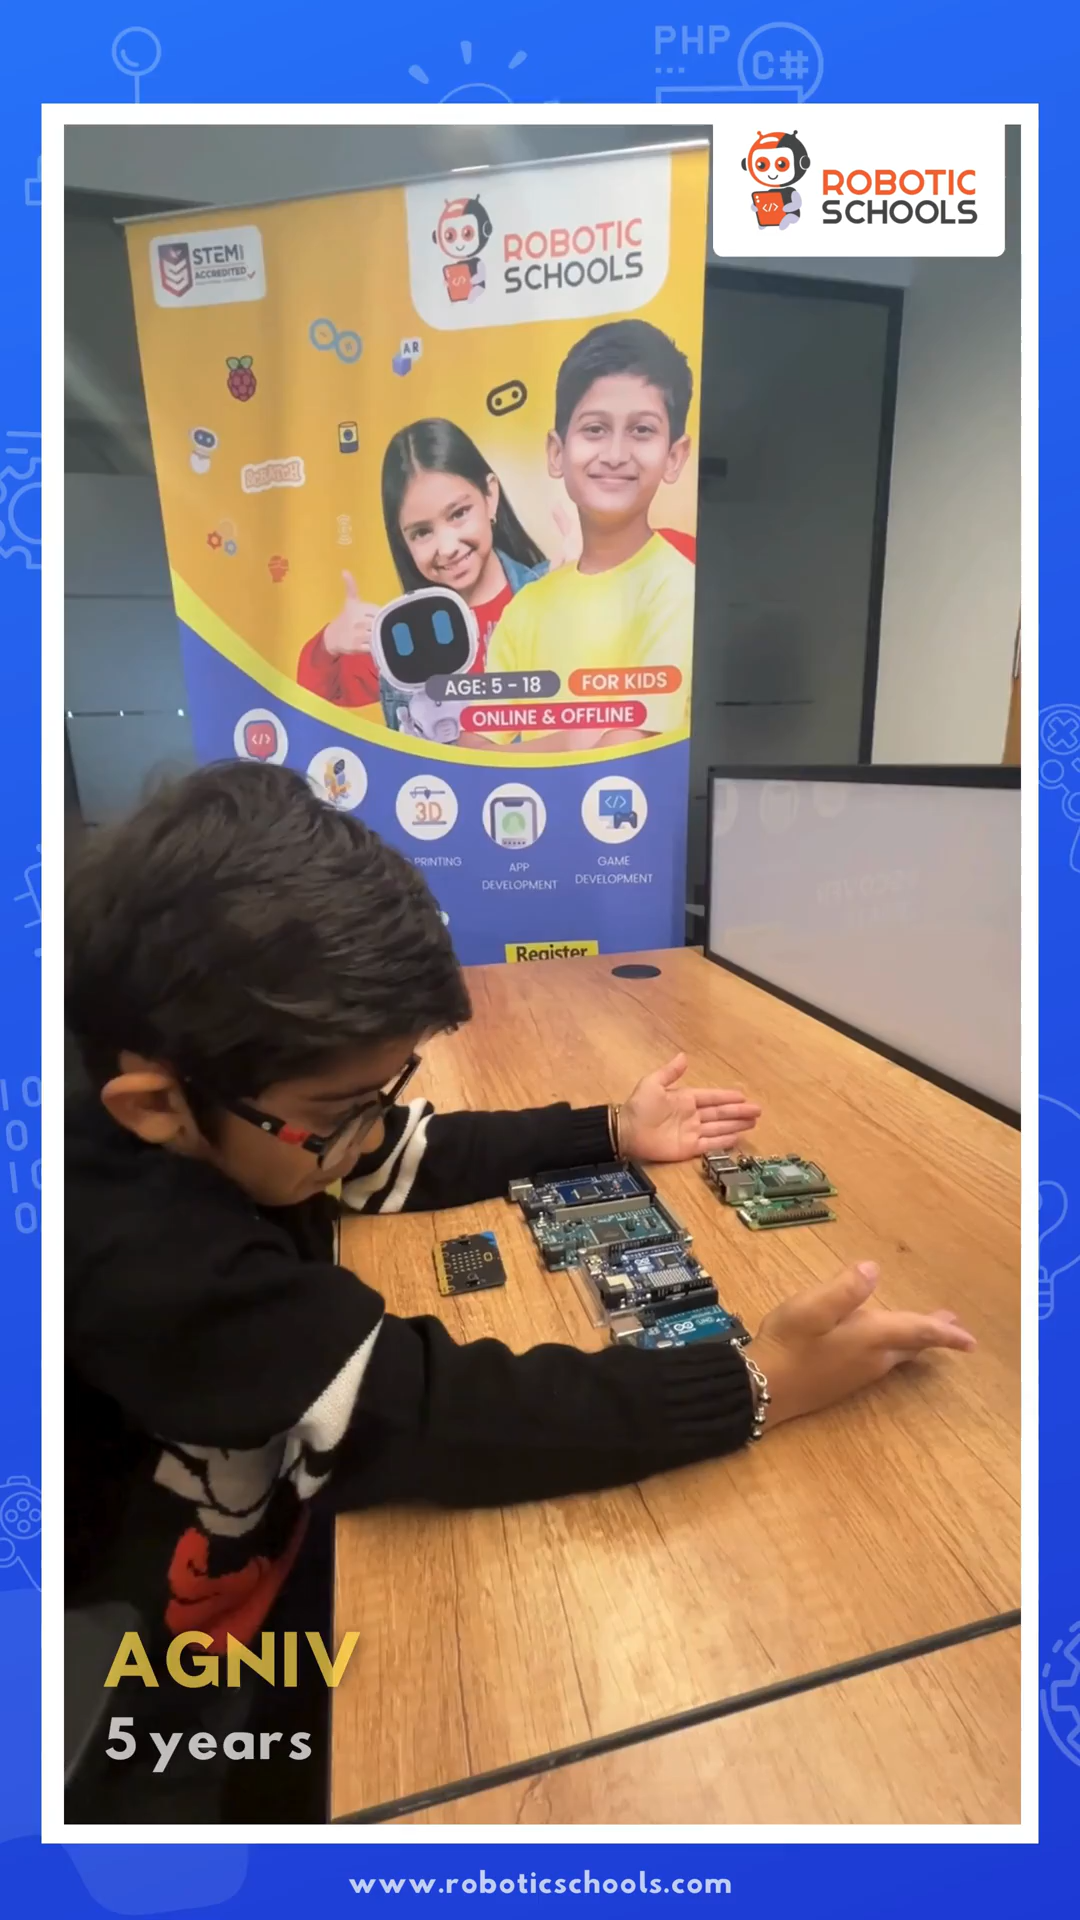 PHP
C#
ROBOTIC
SCHOOLS
STEM
ACCREDITED
ROBOTIC
SCHOOLS
AR
SCRATCH
AGE: 5 - 18
FOR KIDS
ONLINE & OFFLINE
</>
3D
</>
PRINTING
APP
DEVELOPMENT
GAME
DEVELOPMENT
Register
AGNIV
5 years
www.roboticschools.com